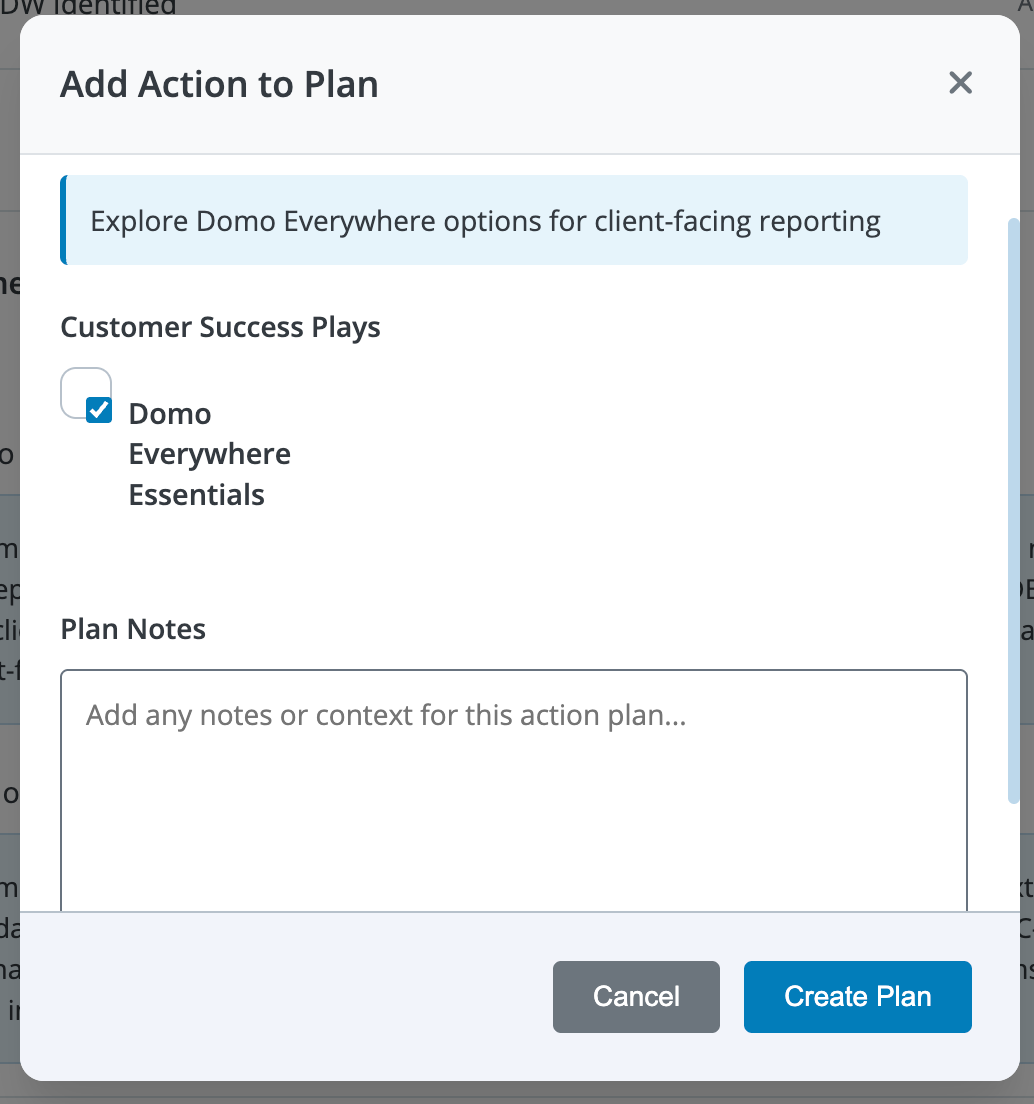 DW Identified
Add Action to Plan
Explore Domo Everywhere options for client-facing reporting
Customer Success Plays
Domo
Everywhere
Essentials
Plan Notes
Add any notes or context for this action plan...
Cancel
Create Plan